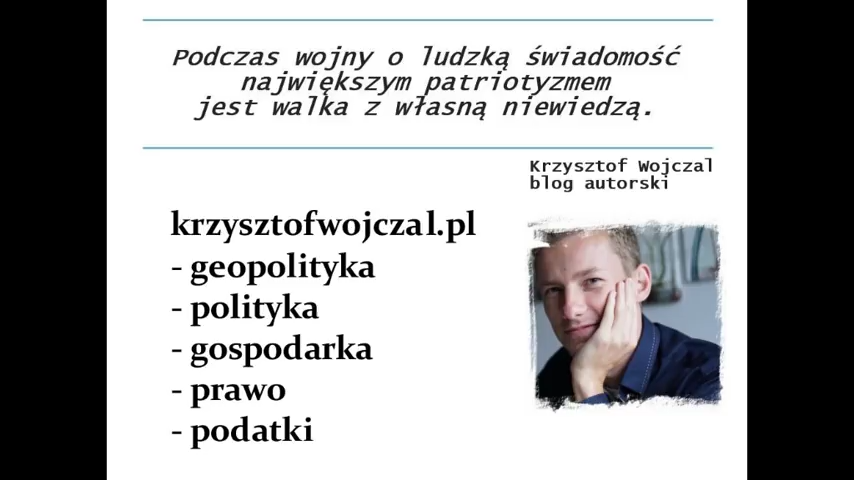 Podczas wojny o ludzką świadomość
największym patriotyzmem
jest walka z własną niewiedzą.
Krzysztof Wojczal
blog autorski
krzysztofwojczal.pl
- geopolityka
- polityka
- gospodarka
- prawo
- podatki